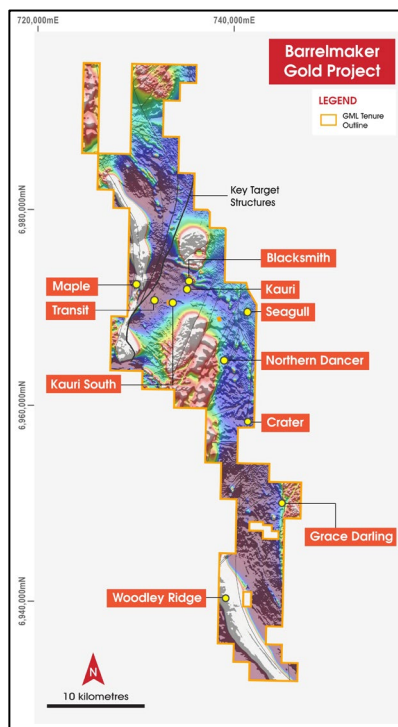 720,000mE
740,000mE
Barrelmaker
Gold Project
LEGEND
GML Tenure
Outline
6,980,000mN
Key Target
Structures
Blacksmith
Maple
Kauri
Transit
Seagull
Northern Dancer
Kauri South
6,960,000mN
Crater
Grace Darling
Woodley Ridge
6,940,000mN
N
10 kilometres